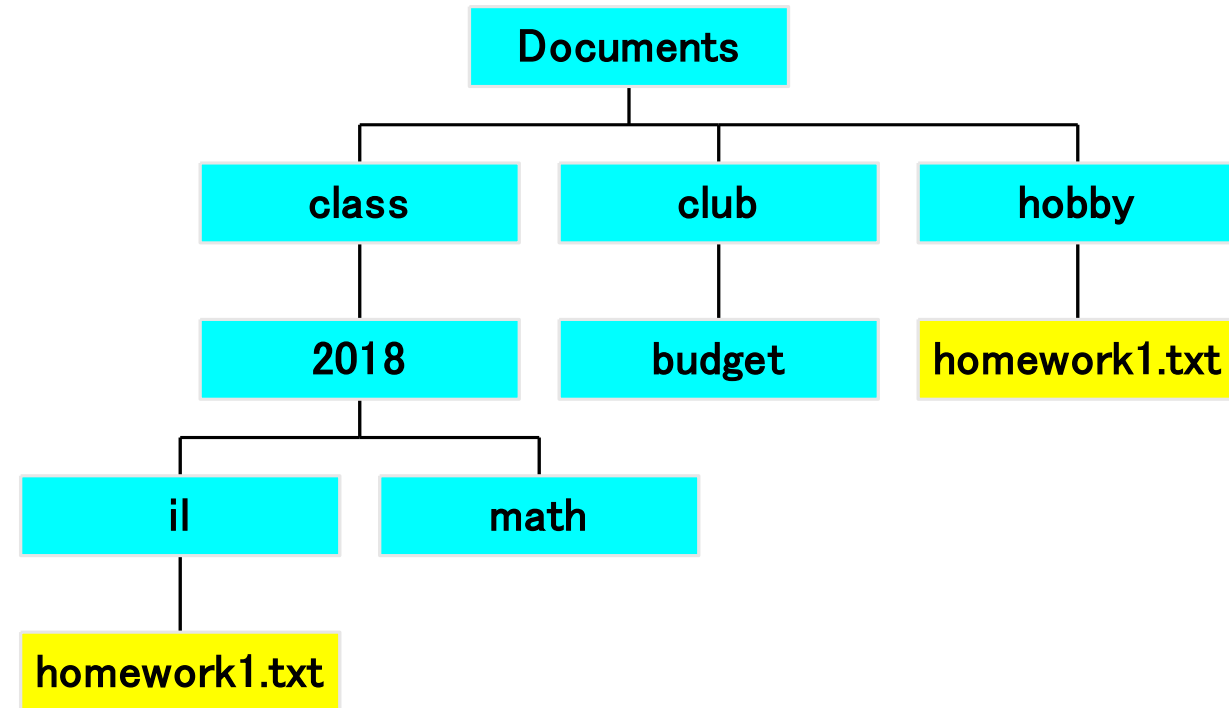 Documents
class
club
hobby
2018
budget
homework1.txt
il
math
homework1.txt